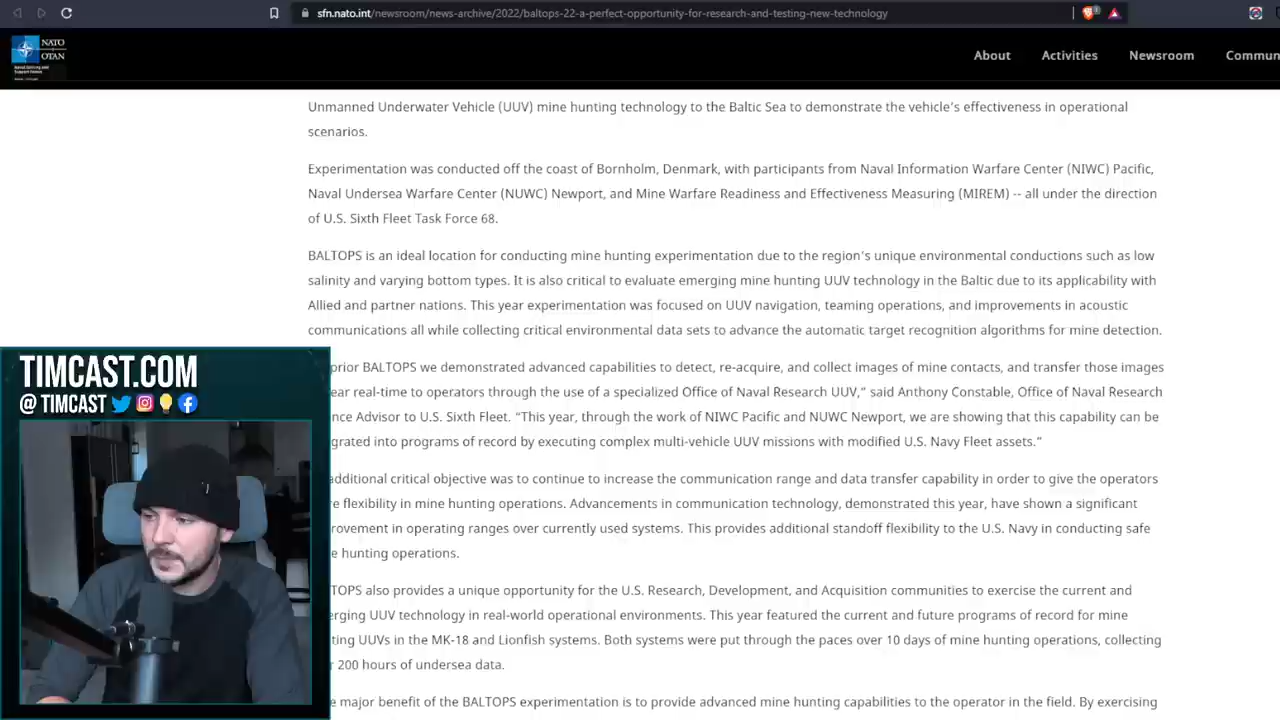 sfn.nato.int/newsroom/news-archive/2022/baltops-22-a-perfect-opportunity-for-research-and-testing-new-technology
NATO
OTAN
About Activities Newsroom Commun
Unmanned Underwater Vehicle (UUV) mine hunting technology to the Baltic Sea to demonstrate the vehicle's effectiveness in operational
scenarios.
Experimentation was conducted off the coast of Bornholm, Denmark, with participants from Naval Information Warfare Center (NIWC) Pacific,
Naval Undersea Warfare Center (NUWC) Newport, and Mine Warfare Readiness and Effectiveness Measuring (MIREM) -- all under the direction
of U.S. Sixth Fleet Task Force 68.
BALTOPS is an ideal location for conducting mine hunting experimentation due to the region's unique environmental conductions such as low
salinity and varying bottom types. It is also critical to evaluate emerging mine hunting UUV technology in the Baltic due to its applicability with
Allied and partner nations. This year experimentation was focused on UUV navigation, teaming operations, and improvements in acoustic
communications all while collecting critical environmental data sets to advance the automatic target recognition algorithms for mine detection.
prior BALTOPS we demonstrated advanced capabilities to detect, re-acquire, and collect images of mine contacts, and transfer those images
ear real-time to operators through the use of a specialized Office of Naval Research UUV,” said Anthony Constable, Office of Naval Research
nce Advisor to U.S. Sixth Fleet. “This year, through the work of NIWC Pacific and NUWC Newport, we are showing that this capability can be
grated into programs of record by executing complex multi-vehicle UUV missions with modified U.S. Navy Fleet assets.”
additional critical objective was to continue to increase the communication range and data transfer capability in order to give the operators
e flexibility in mine hunting operations. Advancements in communication technology, demonstrated this year, have shown a significant
rovement in operating ranges over currently used systems. This provides additional standoff flexibility to the U.S. Navy in conducting safe
e hunting operations.
TOPS also provides a unique opportunity for the U.S. Research, Development, and Acquisition communities to exercise the current and
erging UUV technology in real-world operational environments. This year featured the current and future programs of record for mine
ting UUVs in the MK-18 and Lionfish systems. Both systems were put through the paces over 10 days of mine hunting operations, collecting
r 200 hours of undersea data.
e major benefit of the BALTOPS experimentation is to provide advanced mine hunting capabilities to the operator in the field. By exercising
TIMCAST.COM
@ TIMCAST